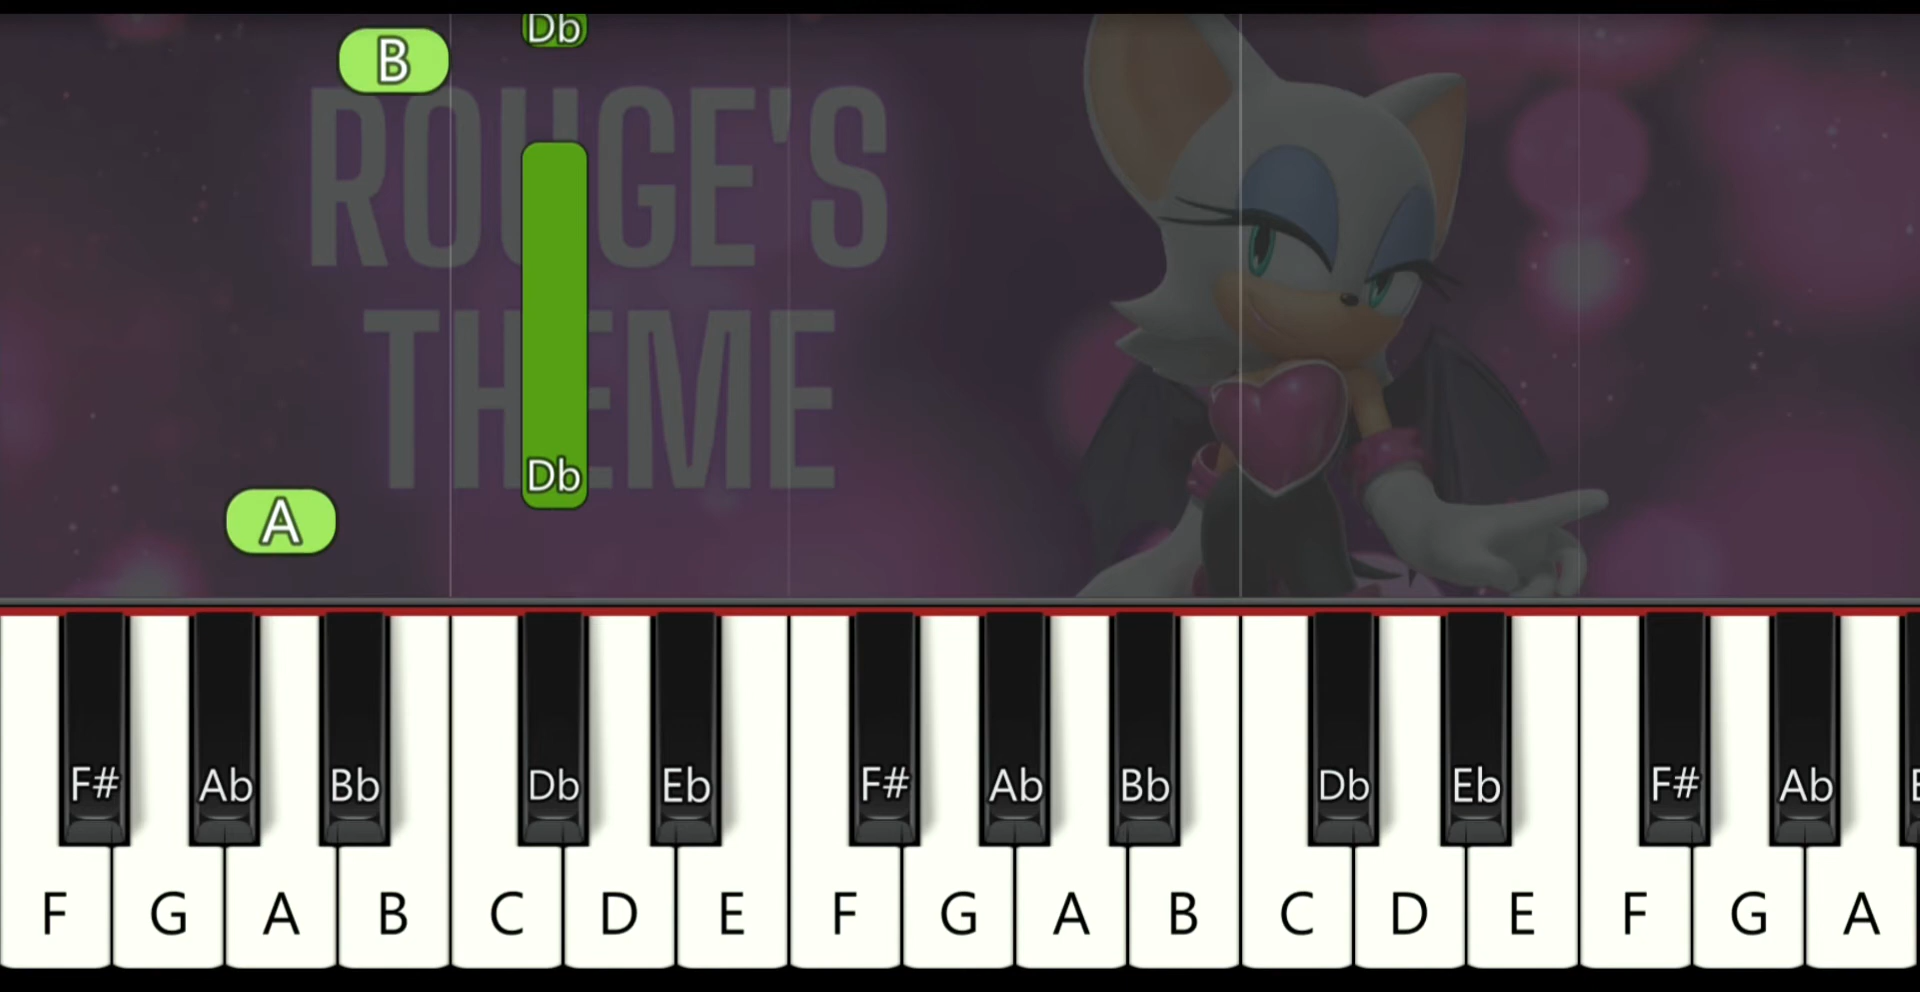 Db
B
ROUGE'S
THEME
Db
A
F# Ab Bb Db Eb F# Ab Bb Db Eb F# Ab
F G A B C D E F G A B C D E F G A